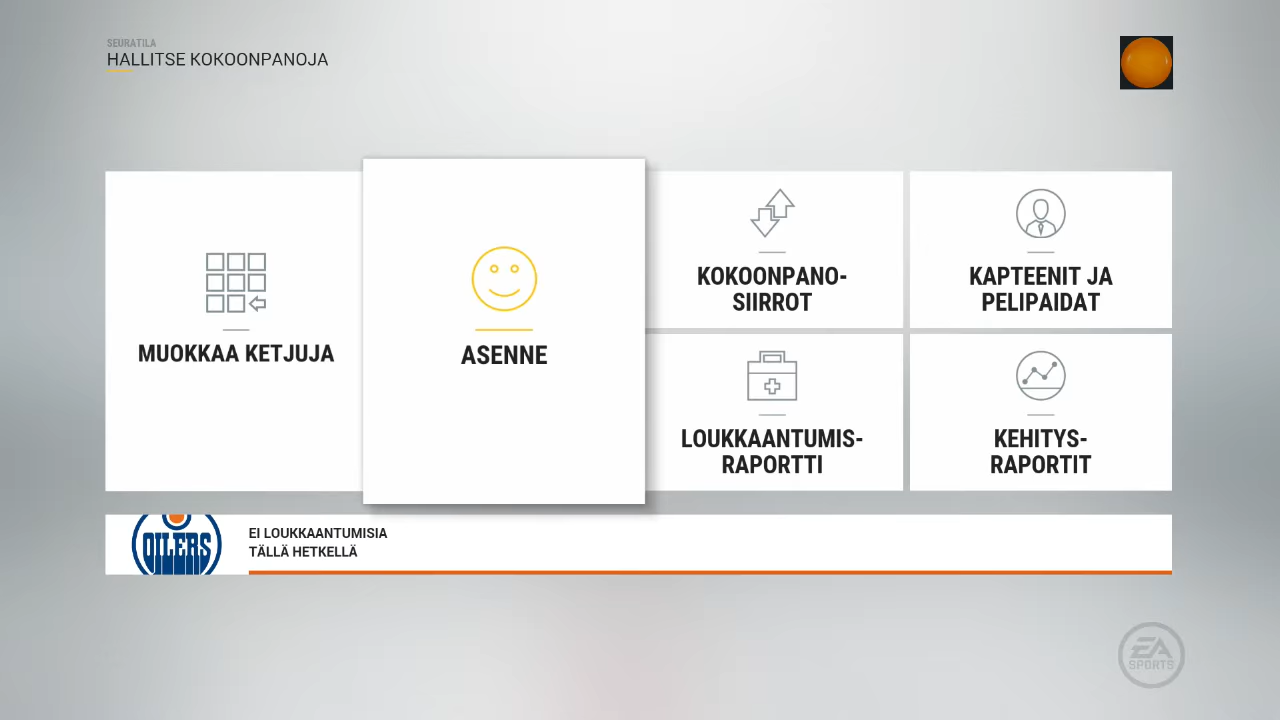 SEURATILA
HALLITSE KOKOONPANOJA
MUOKKAA KETJUJA
ASENNE
KOKOONPANO-
SIIRROT
KAPTEENIT JA
PELIPAIDAT
LOUKKAANTUMIS-
RAPORTTI
KEHITYS-
RAPORTIT
OILERS
EI LOUKKAANTUMISIA
TÄLLÄ HETKELLÄ
EA
SPORTS